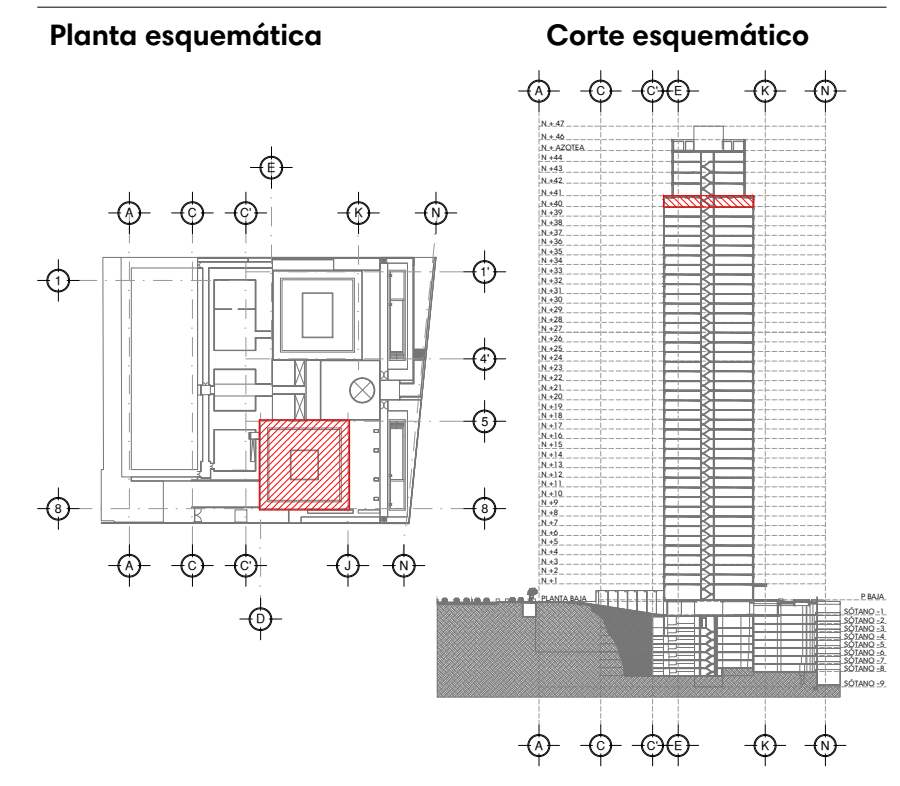 Planta esquemática
Corte esquemático
A
C
C'
E
K
N
N + 47
N + 46
N + AZOTEA
N +44
N +43
N +42
N +41
N +40
N +39
N +38
N +37
N +36
N +35
N +34
N +33
N +32
N +31
N +30
N +29
N +28
N +27
N +26
N +25
N +24
N +23
N +22
N +21
N +20
N +19
N +18
N +17
N +16
N +15
N +14
N +13
N +12
N +11
N +10
N +9
N +8
N +7
N +6
N +5
N +4
N +3
N +2
N +1
PLANTA BAJA
P BAJA
SÓTANO -1
SÓTANO -2
SÓTANO -3
SÓTANO -4
SÓTANO -5
SÓTANO -6
SÓTANO -7
SÓTANO -8
SÓTANO -9
A
C
C'
E
K
N
E
A
C
C'
K
N
1
1'
4'
5
8
8
A
C
C'
J
N
D